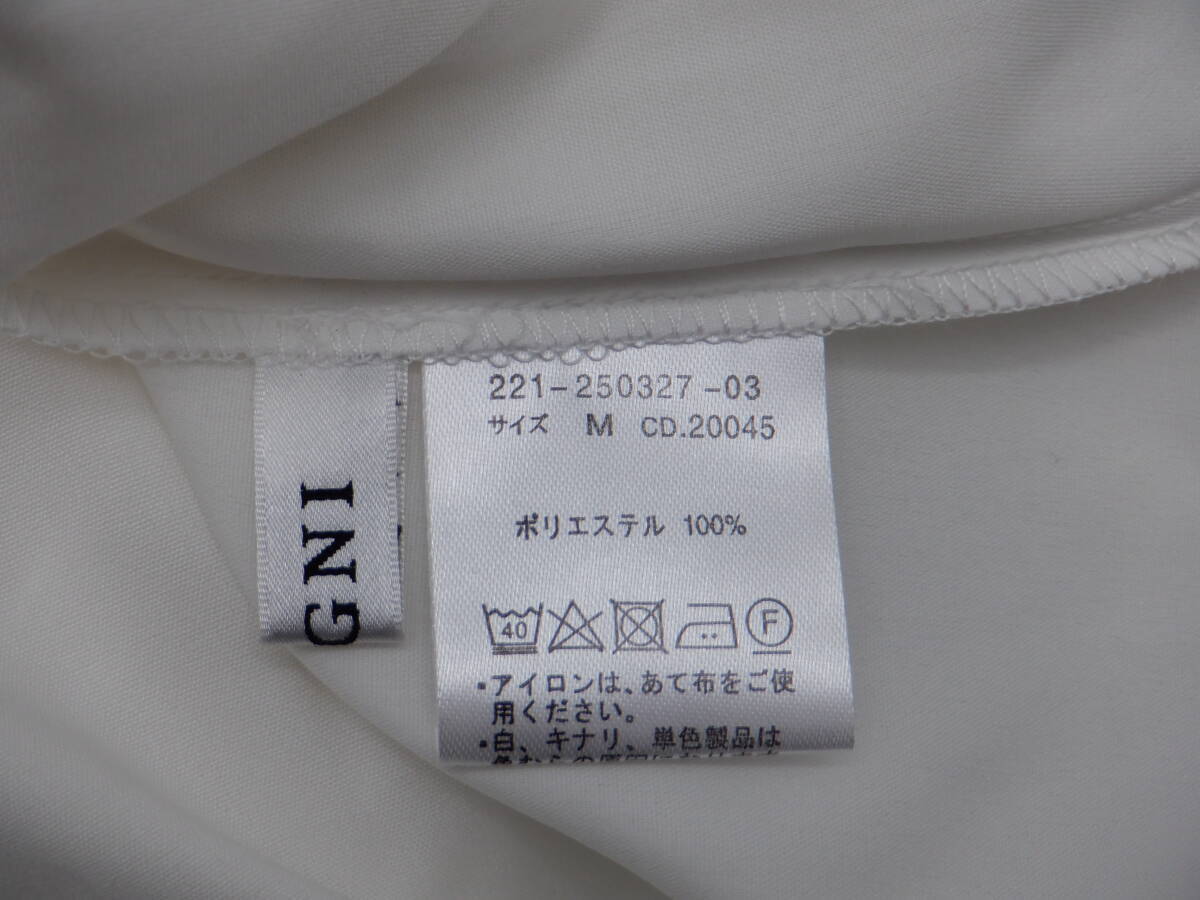 GNI
221-250327-03
サイズ M CD.20045
ポリエステル 100%
40 F
・アイロンは、あて布をご使
用ください。
・白、キナリ、単色製品は